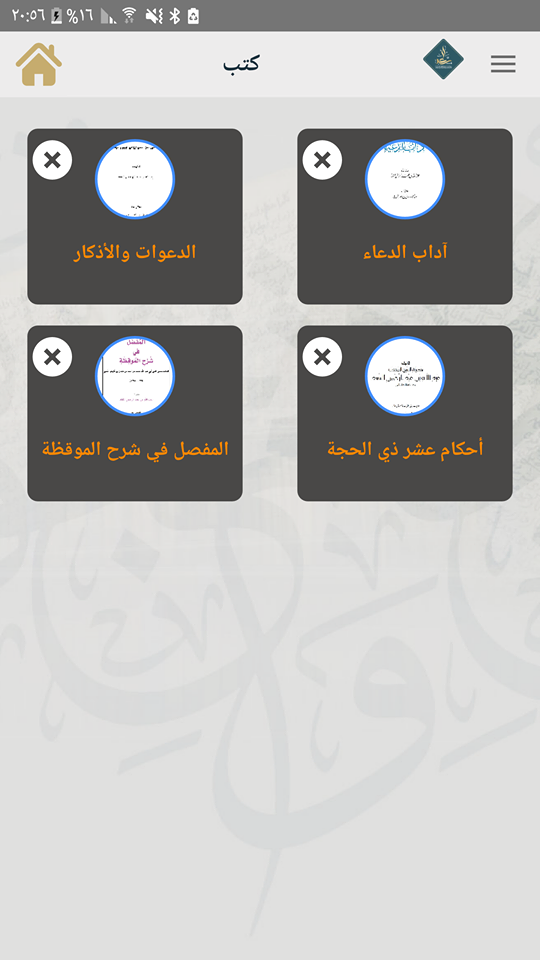 ٢٠:٥٦ %١٦
كتب
آداب الدعاء
الدعوات والأذكار
أحكام عشر ذي الحجة
المفصل
في
شرح الموقظة
المفصل في شرح الموقظة